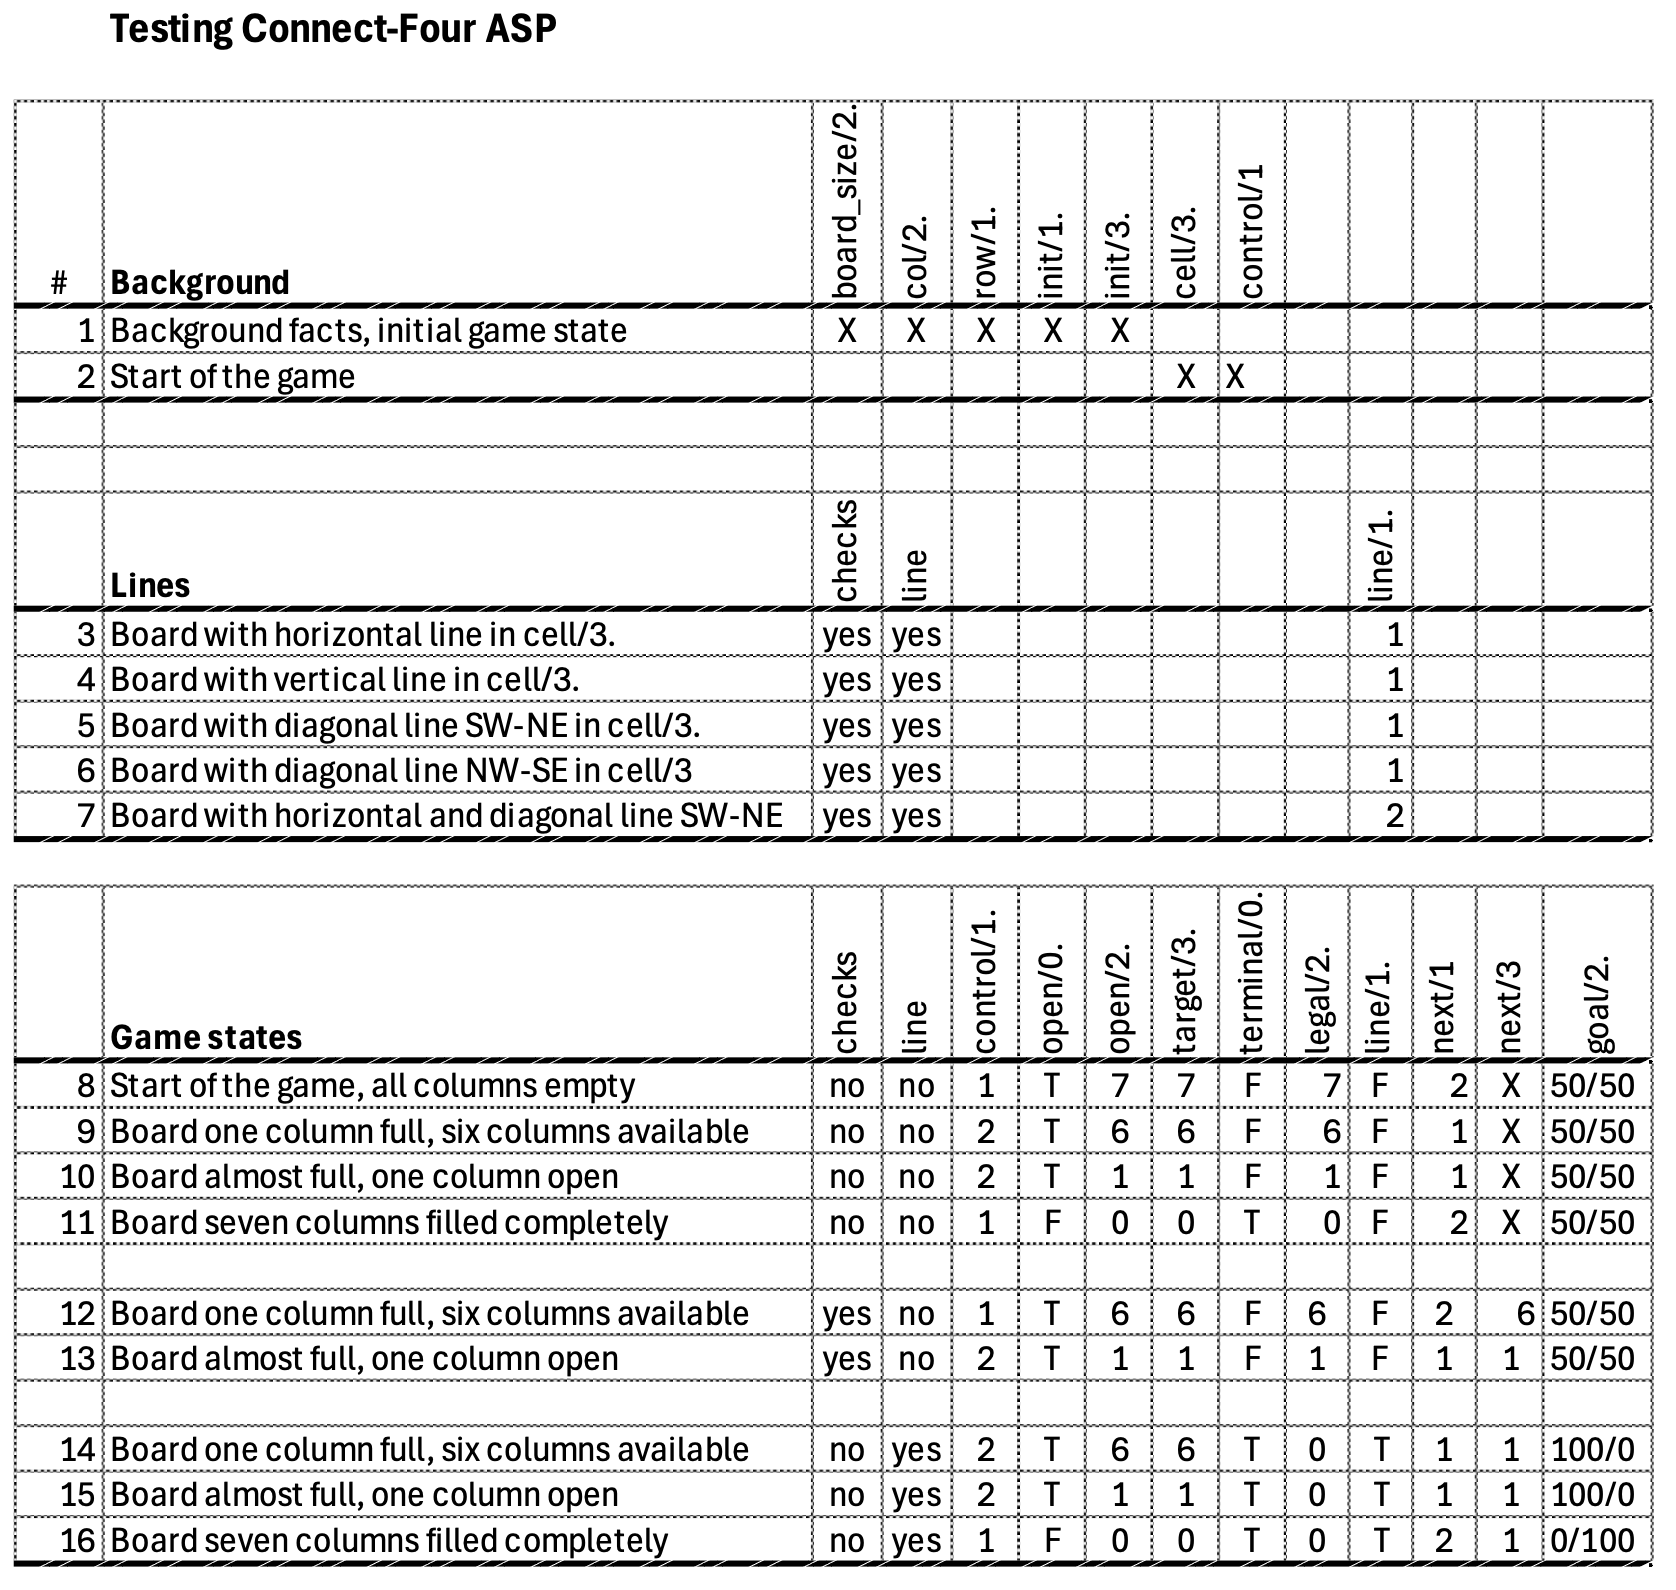 Testing Connect-Four ASP
# Background board_size/2. col/2. row/1. init/1. init/3. cell/3. control/1
1 Background facts, initial game state X X X X X
2 Start of the game X X
Lines checks line line/1.
3 Board with horizontal line in cell/3. yes yes 1
4 Board with vertical line in cell/3. yes yes 1
5 Board with diagonal line SW-NE in cell/3. yes yes 1
6 Board with diagonal line NW-SE in cell/3 yes yes 1
7 Board with horizontal and diagonal line SW-NE yes yes 2
Game states checks line control/1. open/0. open/2. target/3. terminal/0. legal/2. line/1. next/1 next/3 goal/2.
8 Start of the game, all columns empty no no 1 T 7 7 F 7 F 2 X 50/50
9 Board one column full, six columns available no no 2 T 6 6 F 6 F 1 X 50/50
10 Board almost full, one column open no no 2 T 1 1 F 1 F 1 X 50/50
11 Board seven columns filled completely no no 1 F 0 0 T 0 F 2 X 50/50
12 Board one column full, six columns available yes no 1 T 6 6 F 6 F 2 6 50/50
13 Board almost full, one column open yes no 2 T 1 1 F 1 F 1 1 50/50
14 Board one column full, six columns available no yes 2 T 6 6 T 0 T 1 1 100/0
15 Board almost full, one column open no yes 2 T 1 1 T 0 T 1 1 100/0
16 Board seven columns filled completely no yes 1 F 0 0 T 0 T 2 1 0/100